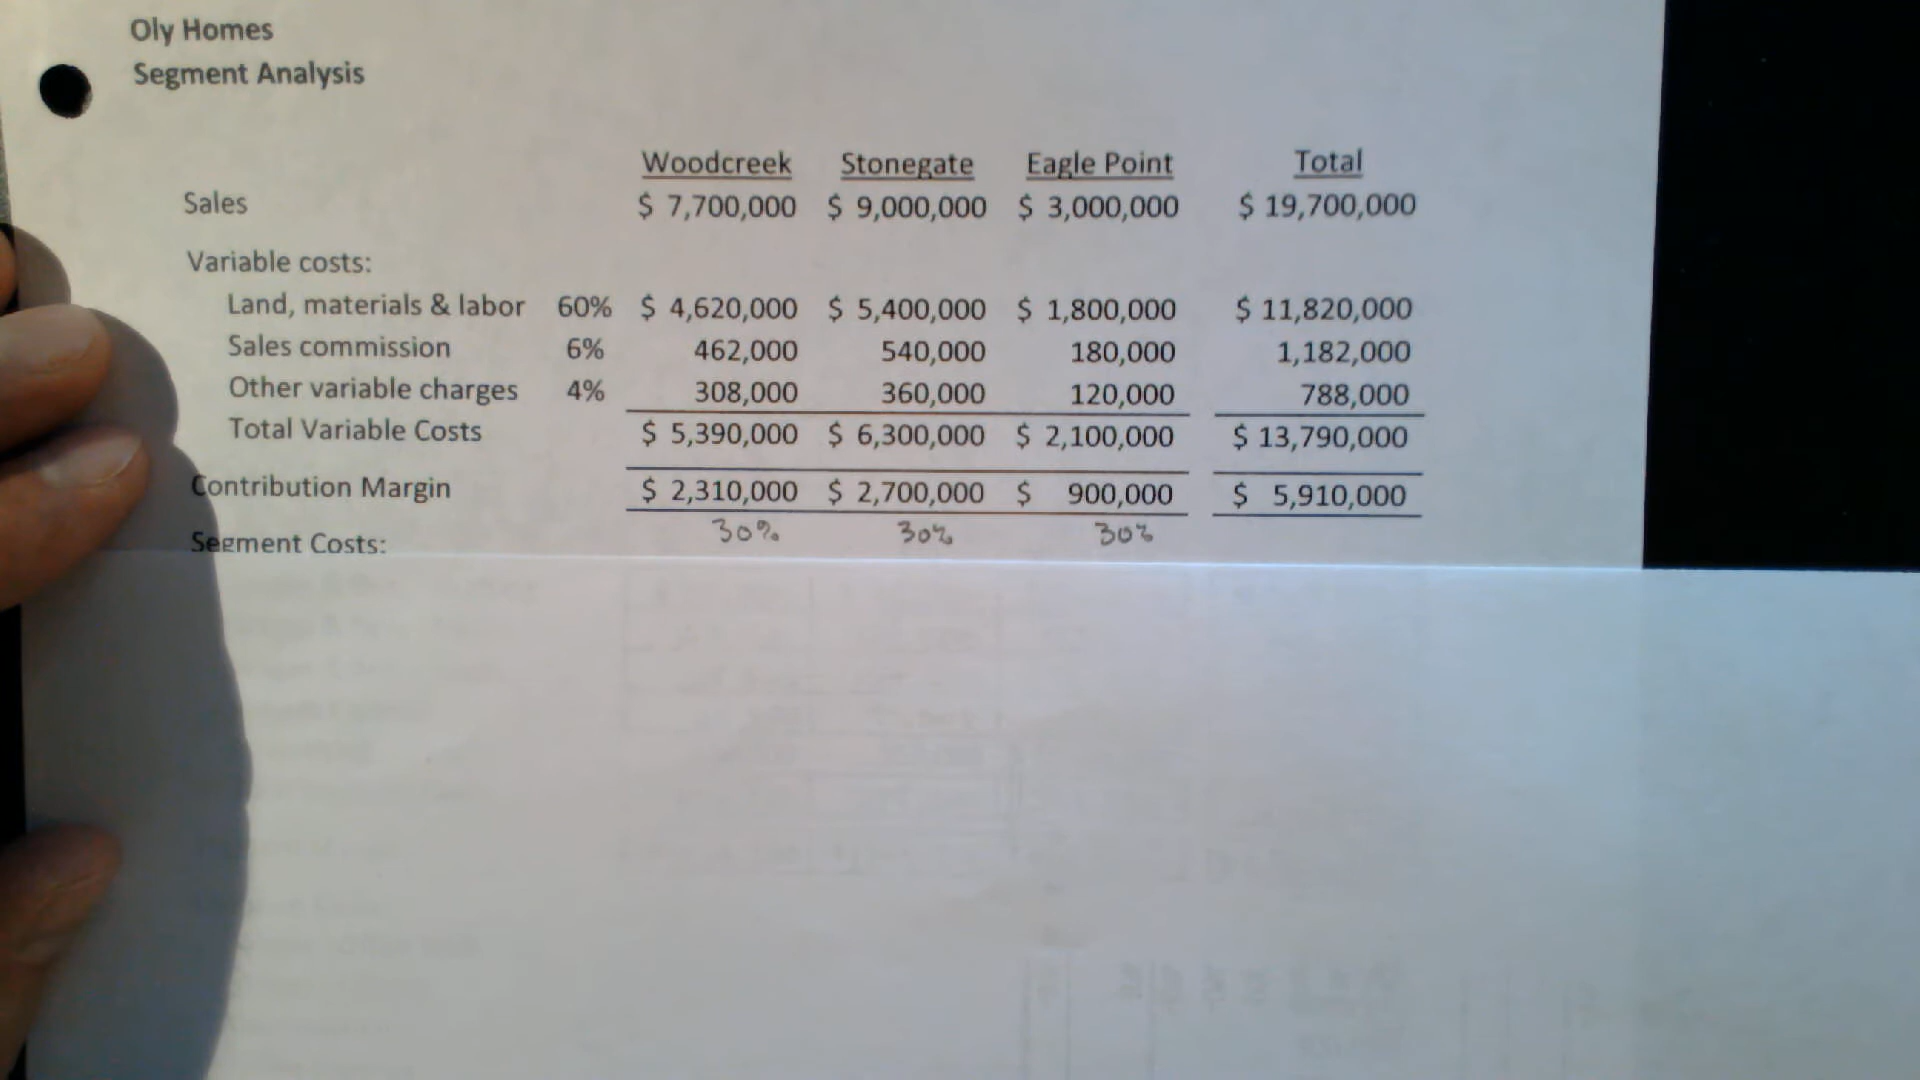 Oly Homes
Segment Analysis
Woodcreek Stonegate Eagle Point Total
Sales $ 7,700,000 $ 9,000,000 $ 3,000,000 $ 19,700,000
Variable costs:
Land, materials & labor 60% $ 4,620,000 $ 5,400,000 $ 1,800,000 $ 11,820,000
Sales commission 6% 462,000 540,000 180,000 1,182,000
Other variable charges 4% 308,000 360,000 120,000 788,000
Total Variable Costs $ 5,390,000 $ 6,300,000 $ 2,100,000 $ 13,790,000
Contribution Margin $ 2,310,000 $ 2,700,000 $ 900,000 $ 5,910,000
30% 30% 30%
Segment Costs: